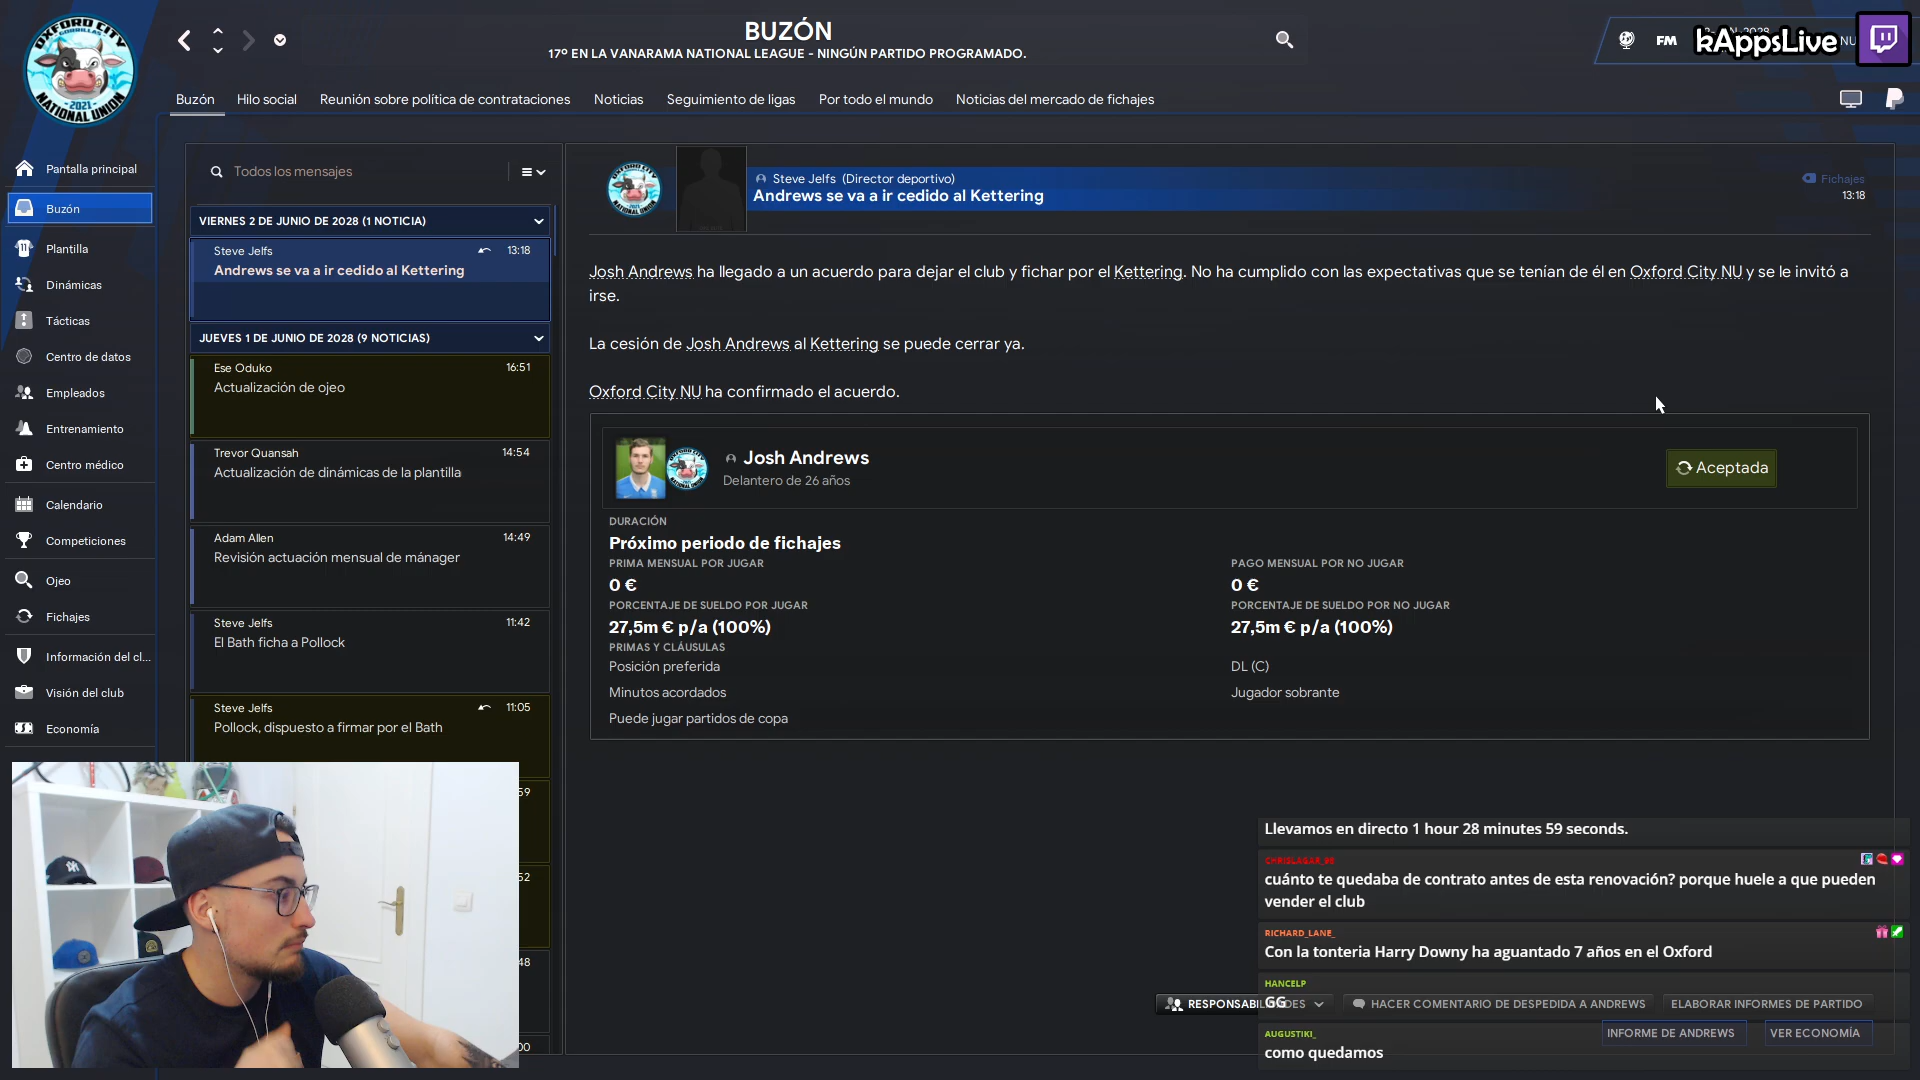 OXFORD CITY
GORRILLAS
-2021-
NATIONAL UNION
BUZÓN
17º EN LA VANARAMA NATIONAL LEAGUE - NINGÚN PARTIDO PROGRAMADO.
FM
kAppsLive
Buzón
Hilo social
Reunión sobre política de contrataciones
Noticias
Seguimiento de ligas
Por todo el mundo
Noticias del mercado de fichajes
Pantalla principal
Buzón
Plantilla
Dinámicas
Tácticas
Centro de datos
Empleados
Entrenamiento
Centro médico
Calendario
Competiciones
Ojeo
Fichajes
Información del cl...
Visión del club
Economía
Todos los mensajes
VIERNES 2 DE JUNIO DE 2028 (1 NOTICIA)
Steve Jelfs 13:18
Andrews se va a ir cedido al Kettering
JUEVES 1 DE JUNIO DE 2028 (9 NOTICIAS)
Ese Oduko 16:51
Actualización de ojeo
Trevor Quansah 14:54
Actualización de dinámicas de la plantilla
Adam Allen 14:49
Revisión actuación mensual de mánager
Steve Jelfs 11:42
El Bath ficha a Pollock
Steve Jelfs 11:05
Pollock, dispuesto a firmar por el Bath
59
52
48
00
Steve Jelfs (Director deportivo)
Andrews se va a ir cedido al Kettering
Fichajes
13:18
Josh Andrews ha llegado a un acuerdo para dejar el club y fichar por el Kettering. No ha cumplido con las expectativas que se tenían de él en Oxford City NU y se le invitó a
irse.
La cesión de Josh Andrews al Kettering se puede cerrar ya.
Oxford City NU ha confirmado el acuerdo.
Josh Andrews
Delantero de 26 años
Aceptada
DURACIÓN
Próximo periodo de fichajes
PRIMA MENSUAL POR JUGAR
0 €
PAGO MENSUAL POR NO JUGAR
0 €
PORCENTAJE DE SUELDO POR JUGAR
27,5m € p/a (100%)
PORCENTAJE DE SUELDO POR NO JUGAR
27,5m € p/a (100%)
PRIMAS Y CLÁUSULAS
Posición preferida DL (C)
Minutos acordados Jugador sobrante
Puede jugar partidos de copa
Llevamos en directo 1 hour 28 minutes 59 seconds.
cuánto te quedaba de contrato antes de esta renovación? porque huele a que pueden
vender el club
RICHARD_LANE_
Con la tonteria Harry Downy ha aguantado 7 años en el Oxford
HANCELP
GG
HACER COMENTARIO DE DESPEDIDA A ANDREWS
ELABORAR INFORMES DE PARTIDO
AUGUSTIKI_
como quedamos
INFORME DE ANDREWS
VER ECONOMÍA